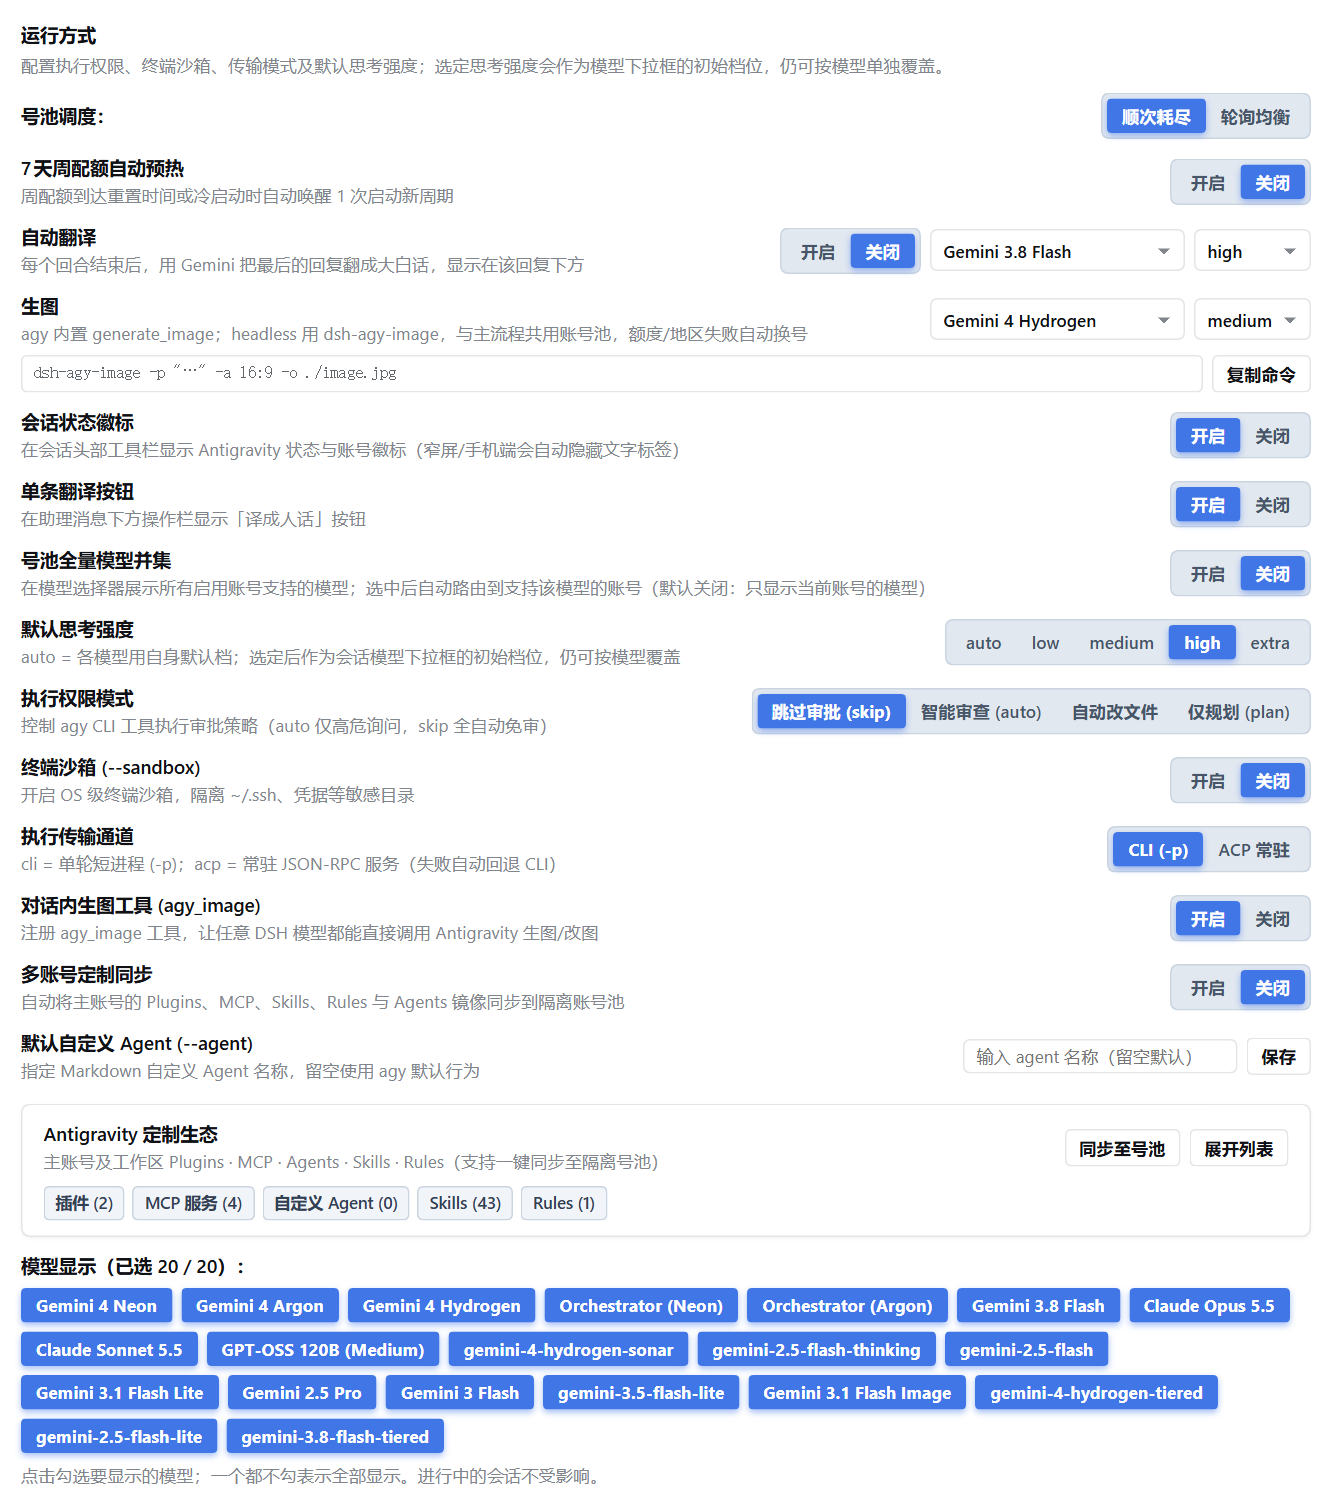 运行方式
配置执行权限、终端沙箱、传输模式及默认思考强度；选定思考强度会作为模型下拉框的初始档位，仍可按模型单独覆盖。
号池调度：
顺次耗尽 轮询均衡
7 天周配额自动预热
周配额到达重置时间或冷启动时自动唤醒 1 次启动新周期
开启 关闭
自动翻译
每个回合结束后，用 Gemini 把最后的回复翻成大白话，显示在该回复下方
开启 关闭 Gemini 3.8 Flash high
生图
agy 内置 generate_image；headless 用 dsh-agy-image，与主流程共用账号池，额度/地区失败自动换号
Gemini 4 Hydrogen medium
dsh-agy-image -p "…" -a 16:9 -o ./image.jpg
复制命令
会话状态徽标
在会话头部工具栏显示 Antigravity 状态与账号徽标（窄屏/手机端会自动隐藏文字标签）
开启 关闭
单条翻译按钮
在助理消息下方操作栏显示「译成人话」按钮
开启 关闭
号池全量模型并集
在模型选择器展示所有启用账号支持的模型；选中后自动路由到支持该模型的账号（默认关闭：只显示当前账号的模型）
开启 关闭
默认思考强度
auto = 各模型用自身默认档；选定后作为会话模型下拉框的初始档位，仍可按模型覆盖
auto low medium high extra
执行权限模式
控制 agy CLI 工具执行审批策略（auto 仅高危询问，skip 全自动免审）
跳过审批 (skip) 智能审查 (auto) 自动改文件 仅规划 (plan)
终端沙箱 (--sandbox)
开启 OS 级终端沙箱，隔离 ~/.ssh、凭据等敏感目录
开启 关闭
执行传输通道
cli = 单轮短进程 (-p)；acp = 常驻 JSON-RPC 服务（失败自动回退 CLI）
CLI (-p) ACP 常驻
对话内生图工具 (agy_image)
注册 agy_image 工具，让任意 DSH 模型都能直接调用 Antigravity 生图/改图
开启 关闭
多账号定制同步
自动将主账号的 Plugins、MCP、Skills、Rules 与 Agents 镜像同步到隔离账号池
开启 关闭
默认自定义 Agent (--agent)
指定 Markdown 自定义 Agent 名称，留空使用 agy 默认行为
输入 agent 名称（留空默认） 保存
Antigravity 定制生态
主账号及工作区 Plugins · MCP · Agents · Skills · Rules（支持一键同步至隔离号池）
同步至号池 展开列表
插件 (2) MCP 服务 (4) 自定义 Agent (0) Skills (43) Rules (1)
模型显示（已选 20 / 20）：
Gemini 4 Neon Gemini 4 Argon Gemini 4 Hydrogen Orchestrator (Neon) Orchestrator (Argon) Gemini 3.8 Flash Claude Opus 5.5
Claude Sonnet 5.5 GPT-OSS 120B (Medium) gemini-4-hydrogen-sonar gemini-2.5-flash-thinking gemini-2.5-flash
Gemini 3.1 Flash Lite Gemini 2.5 Pro Gemini 3 Flash gemini-3.5-flash-lite Gemini 3.1 Flash Image gemini-4-hydrogen-tiered
gemini-2.5-flash-lite gemini-3.8-flash-tiered
点击勾选要显示的模型；一个都不勾表示全部显示。进行中的会话不受影响。